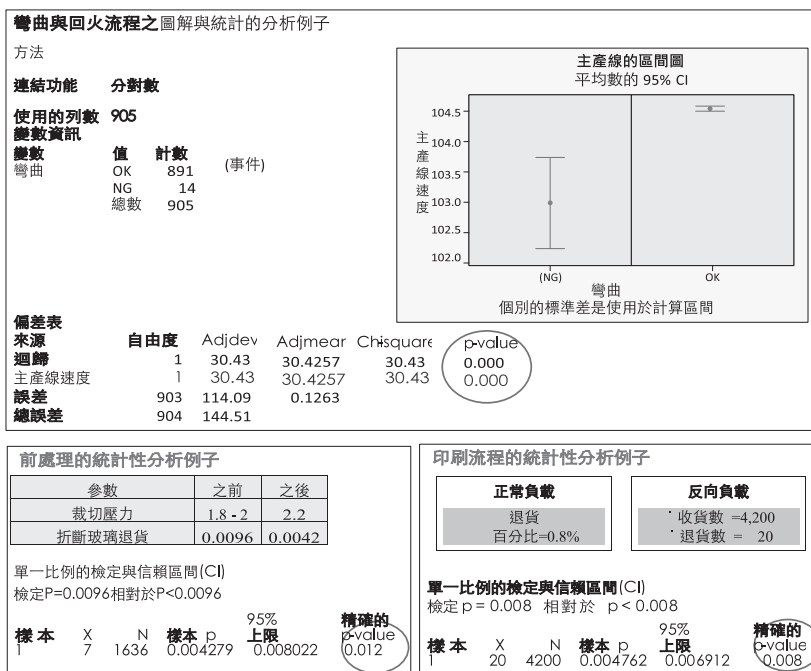 彎曲與回火流程之圖解與統計的分析例子
方法
連結功能 分對數
使用的列數 905
變數資訊
變數 值 計數
彎曲 OK 891 (事件)
NG 14
總數 905
主產線的區間圖
平均數的 95% CI
主產線速度
104.5
104.0
103.5
103.0
102.5
102.0
(NG) OK
彎曲
個別的標準差是使用於計算區間
偏差表
來源 自由度 Adjdev Adjmear Chisquare p-value
迴歸 1 30.43 30.4257 30.43 0.000
主產線速度 1 30.43 30.4257 30.43 0.000
誤差 903 114.09 0.1263
總誤差 904 144.51
前處理的統計性分析例子
參數 之前 之後
裁切壓力 1.8 - 2 2.2
折斷玻璃退貨 0.0096 0.0042
單一比例的檢定與信賴區間(CI)
檢定P=0.0096相對於P<0.0096
樣本 X N 樣本 p 95% 上限 精確的 p-value
1 7 1636 0.004279 0.008022 0.012
印刷流程的統計性分析例子
正常負載
退貨
百分比=0.8%
反向負載
˙收貨數 =4,200
˙退貨數 = 20
單一比例的檢定與信賴區間(CI)
檢定 p = 0.008 相對於 p < 0.008
樣本 X N 樣本 p 95% 上限 精確的 p-value
1 20 4200 0.004762 0.006912 0.008